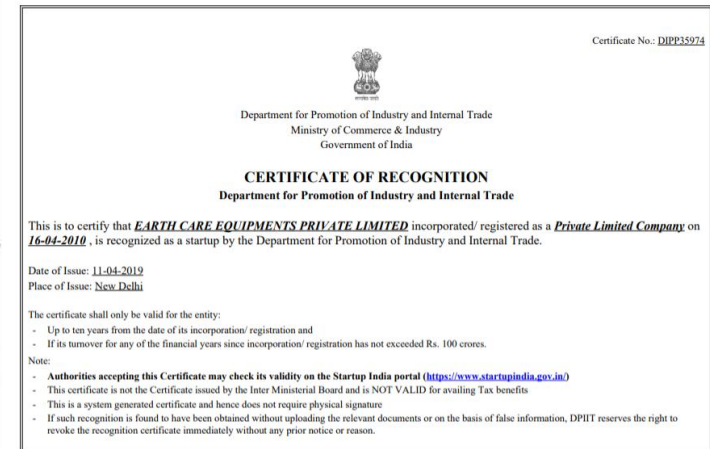 Certificate No.: DIPP35974
Department for Promotion of Industry and Internal Trade
Ministry of Commerce & Industry
Government of India
CERTIFICATE OF RECOGNITION
Department for Promotion of Industry and Internal Trade
This is to certify that EARTH CARE EQUIPMENTS PRIVATE LIMITED incorporated/ registered as a Private Limited Company on
16-04-2010 , is recognized as a startup by the Department for Promotion of Industry and Internal Trade.
Date of Issue: 11-04-2019
Place of Issue: New Delhi
The certificate shall only be valid for the entity:
- Up to ten years from the date of its incorporation/ registration and
- If its turnover for any of the financial years since incorporation/ registration has not exceeded Rs. 100 crores.
Note:
- Authorities accepting this Certificate may check its validity on the Startup India portal (https://www.startupindia.gov.in/)
- This certificate is not the Certificate issued by the Inter Ministerial Board and is NOT VALID for availing Tax benefits
- This is a system generated certificate and hence does not require physical signature
- If such recognition is found to have been obtained without uploading the relevant documents or on the basis of false information, DPIIT reserves the right to
revoke the recognition certificate immediately without any prior notice or reason.